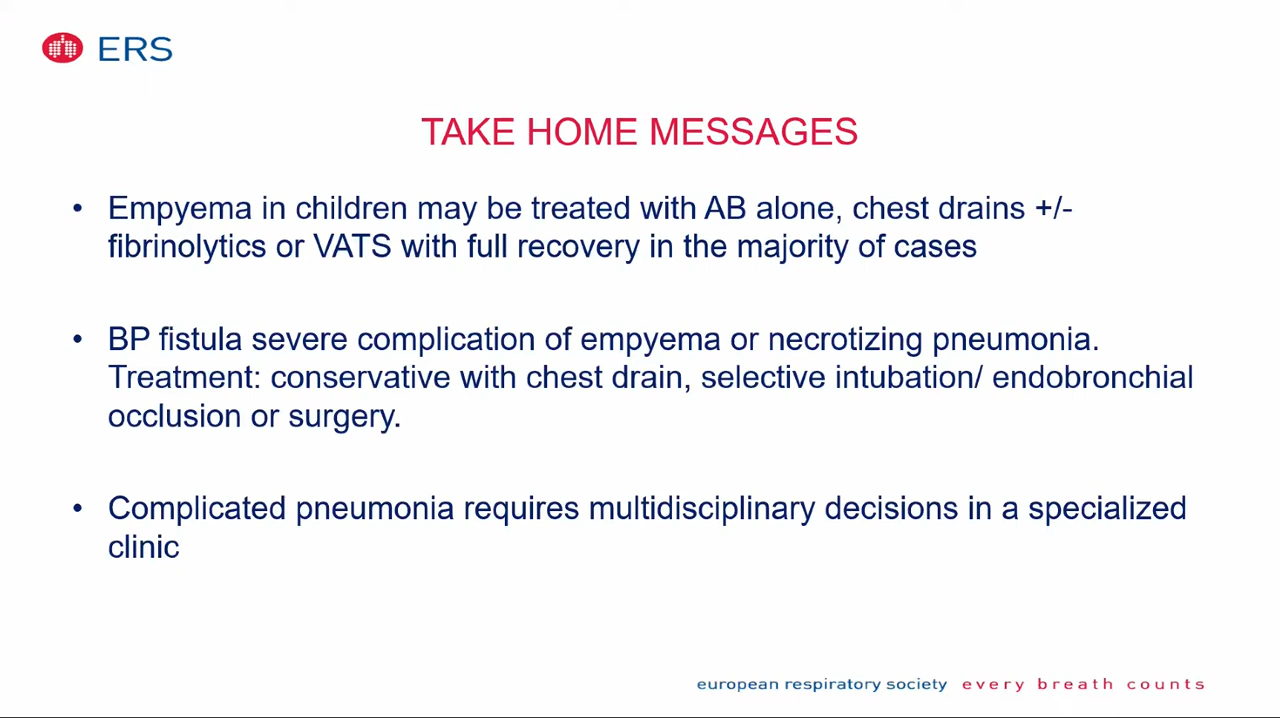 ERS
TAKE HOME MESSAGES
• Empyema in children may be treated with AB alone, chest drains +/-
fibrinolytics or VATS with full recovery in the majority of cases
• BP fistula severe complication of empyema or necrotizing pneumonia.
Treatment: conservative with chest drain, selective intubation/ endobronchial
occlusion or surgery.
• Complicated pneumonia requires multidisciplinary decisions in a specialized
clinic
european respiratory society every breath counts